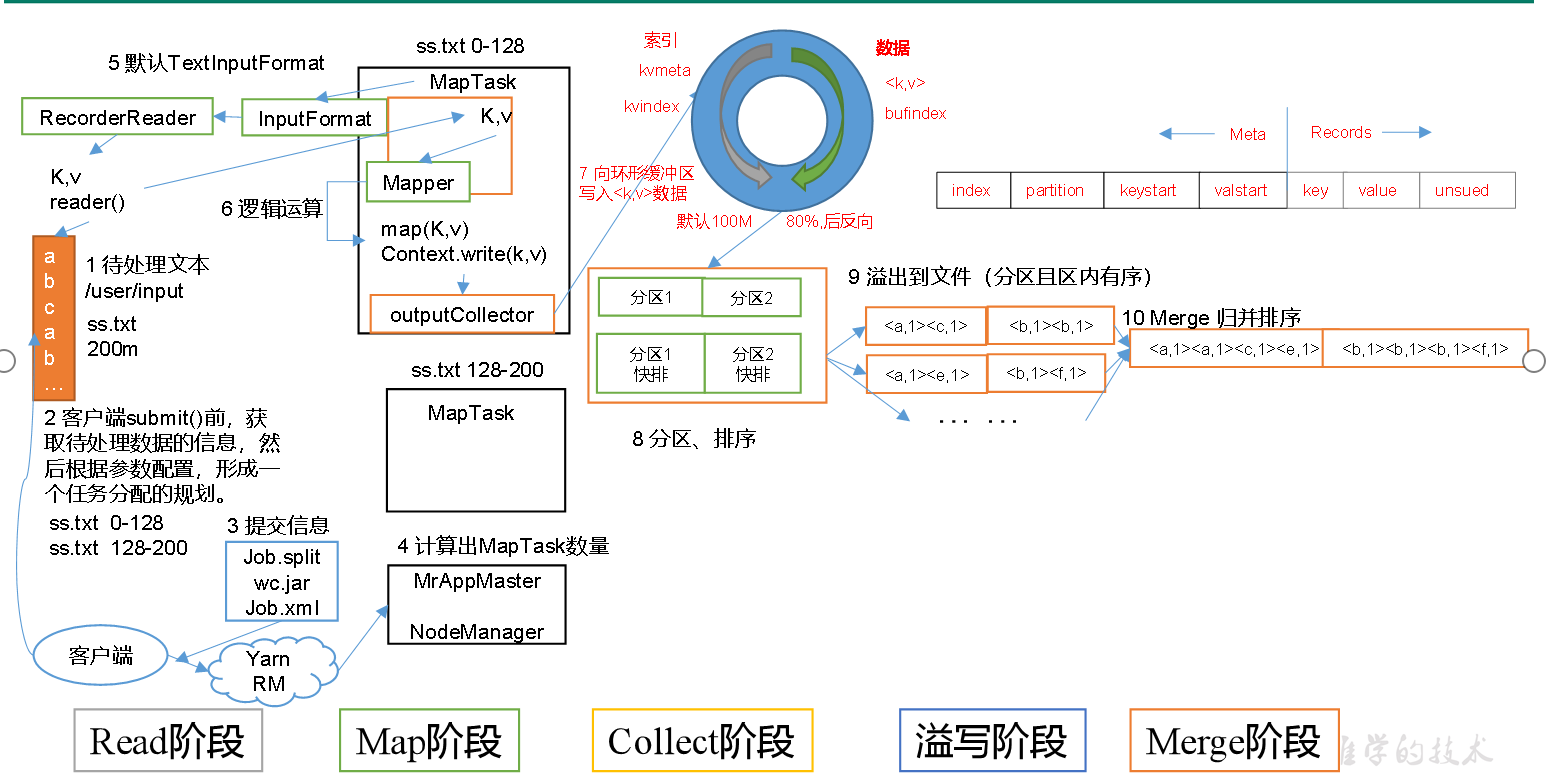 ss.txt 0-128
5 默认TextInputFormat
MapTask
RecorderReader
InputFormat
K,v
Mapper
K,v
reader()
6 逻辑运算
map(K,v)
Context.write(k,v)
outputCollector
a
b
c
a
b
...
1 待处理文本
/user/input
ss.txt
200m
2 客户端submit()前，获
取待处理数据的信息，然
后根据参数配置，形成一
个任务分配的规划。
ss.txt 0-128
ss.txt 128-200
3 提交信息
Job.split
wc.jar
Job.xml
客户端
Yarn
RM
4 计算出MapTask数量
MrAppMaster
NodeManager
ss.txt 128-200
MapTask
索引
kvmeta
kvindex
数据
<k,v>
bufindex
7 向环形缓冲区
写入<k,v>数据
默认100M
80%,后反向
Meta
Records
index
partition
keystart
valstart
key
value
unsued
分区1
分区2
分区1
快排
分区2
快排
8 分区、排序
9 溢出到文件（分区且区内有序）
<a,1><c,1>
<b,1><b,1>
<a,1><e,1>
<b,1><f,1>
... ...
10 Merge 归并排序
<a,1><a,1><c,1><e,1>
<b,1><b,1><b,1><f,1>
Read阶段
Map阶段
Collect阶段
溢写阶段
Merge阶段
学的技术